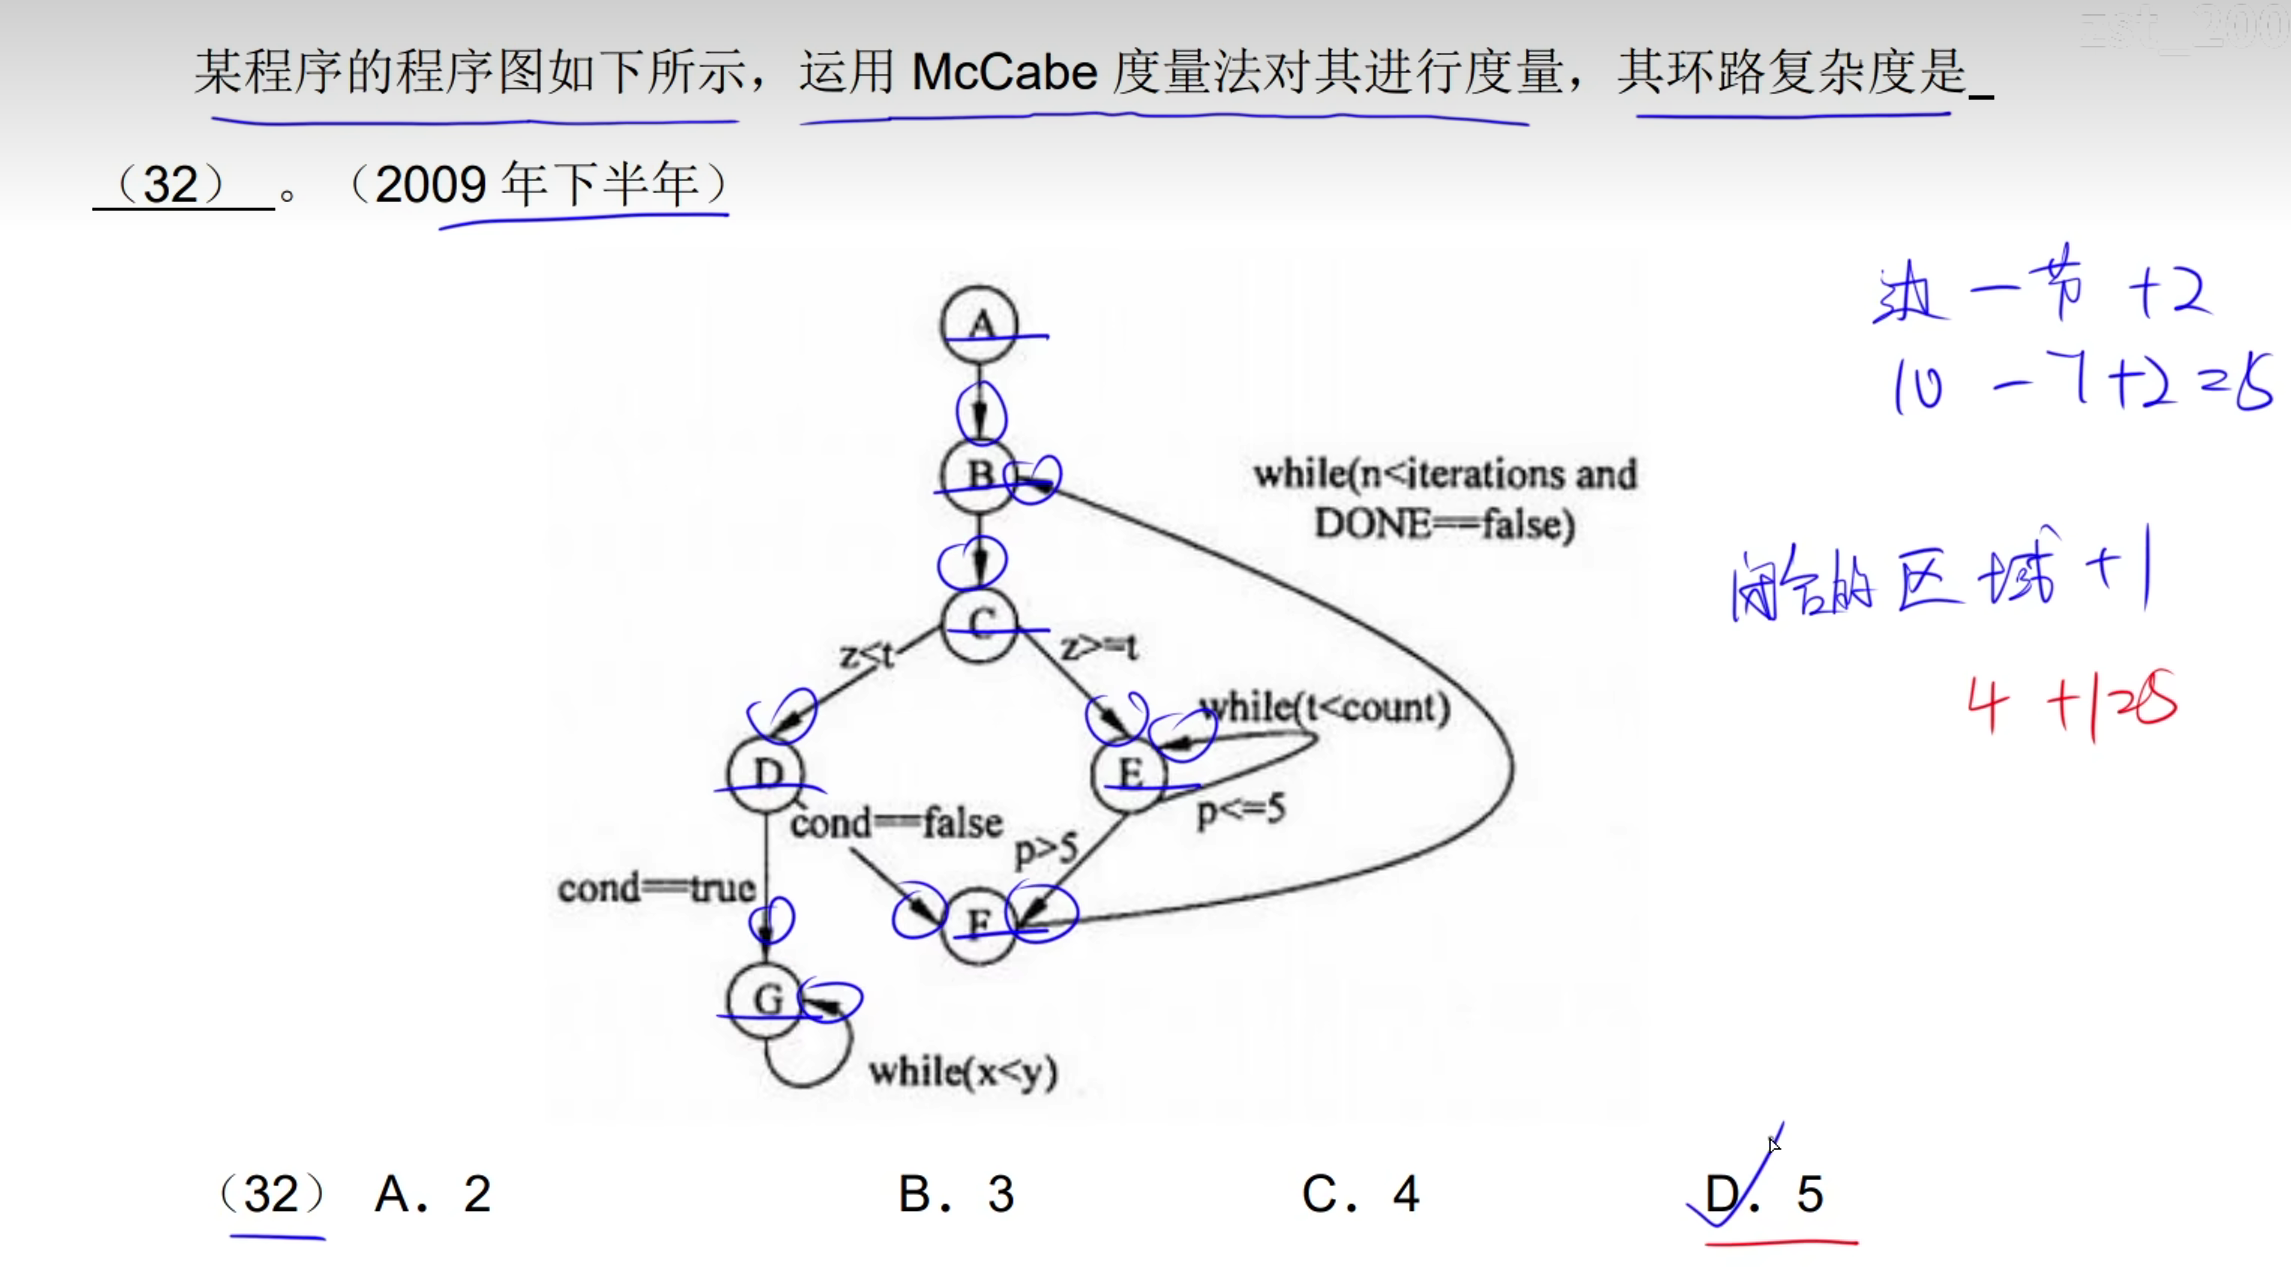 zst_200
某程序的程序图如下所示，运用 McCabe 度量法对其进行度量，其环路复杂度是_
（32） 。（2009 年下半年）
边 - 节 +2
A
10 - 7+2=5
B
while(n<iterations and
DONE==false)
闭合的区域 +1
C
z<t
z>=t
4 +1=5
while(t<count)
D
E
cond==false
p<=5
p>5
cond==true
F
G
while(x<y)
（32） A． 2 B． 3 C． 4 D． 5